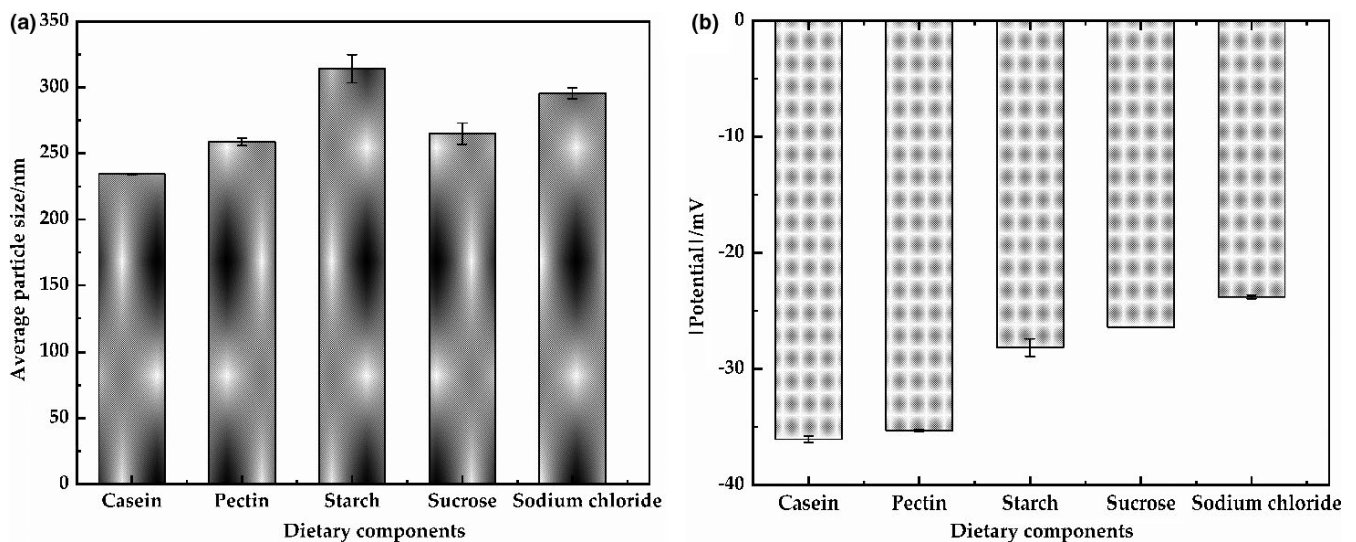 (a)
350
300
250
200
150
100
50
0
Average particle size/nm
Casein Pectin Starch Sucrose Sodium chloride
Dietary components
(b)
0
-10
-20
-30
-40
|Potential|/mV
Casein Pectin Starch Sucrose Sodium chloride
Dietary components